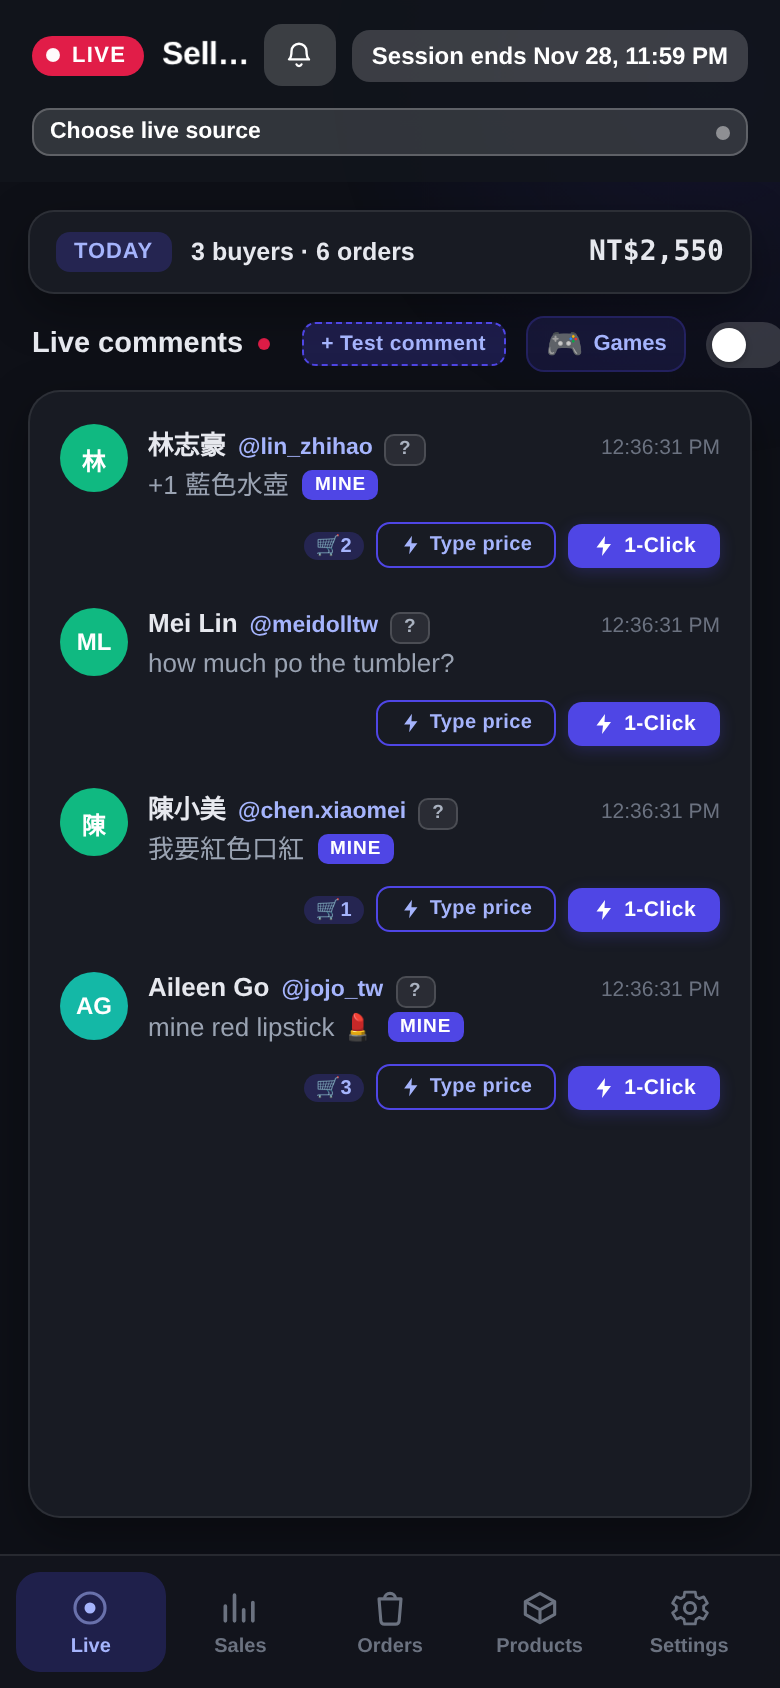 LIVE
Sell...
Session ends Nov 28, 11:59 PM
Choose live source
TODAY 3 buyers · 6 orders NT$2,550
Live comments
+ Test comment
Games
林
林志豪 @lin_zhihao ? 12:36:31 PM
+1 藍色水壺 MINE
2 Type price 1-Click
ML
Mei Lin @meidolltw ? 12:36:31 PM
how much po the tumbler?
Type price 1-Click
陳
陳小美 @chen.xiaomei ? 12:36:31 PM
我要紅色口紅 MINE
1 Type price 1-Click
AG
Aileen Go @jojo_tw ? 12:36:31 PM
mine red lipstick 💄 MINE
3 Type price 1-Click
Live Sales Orders Products Settings